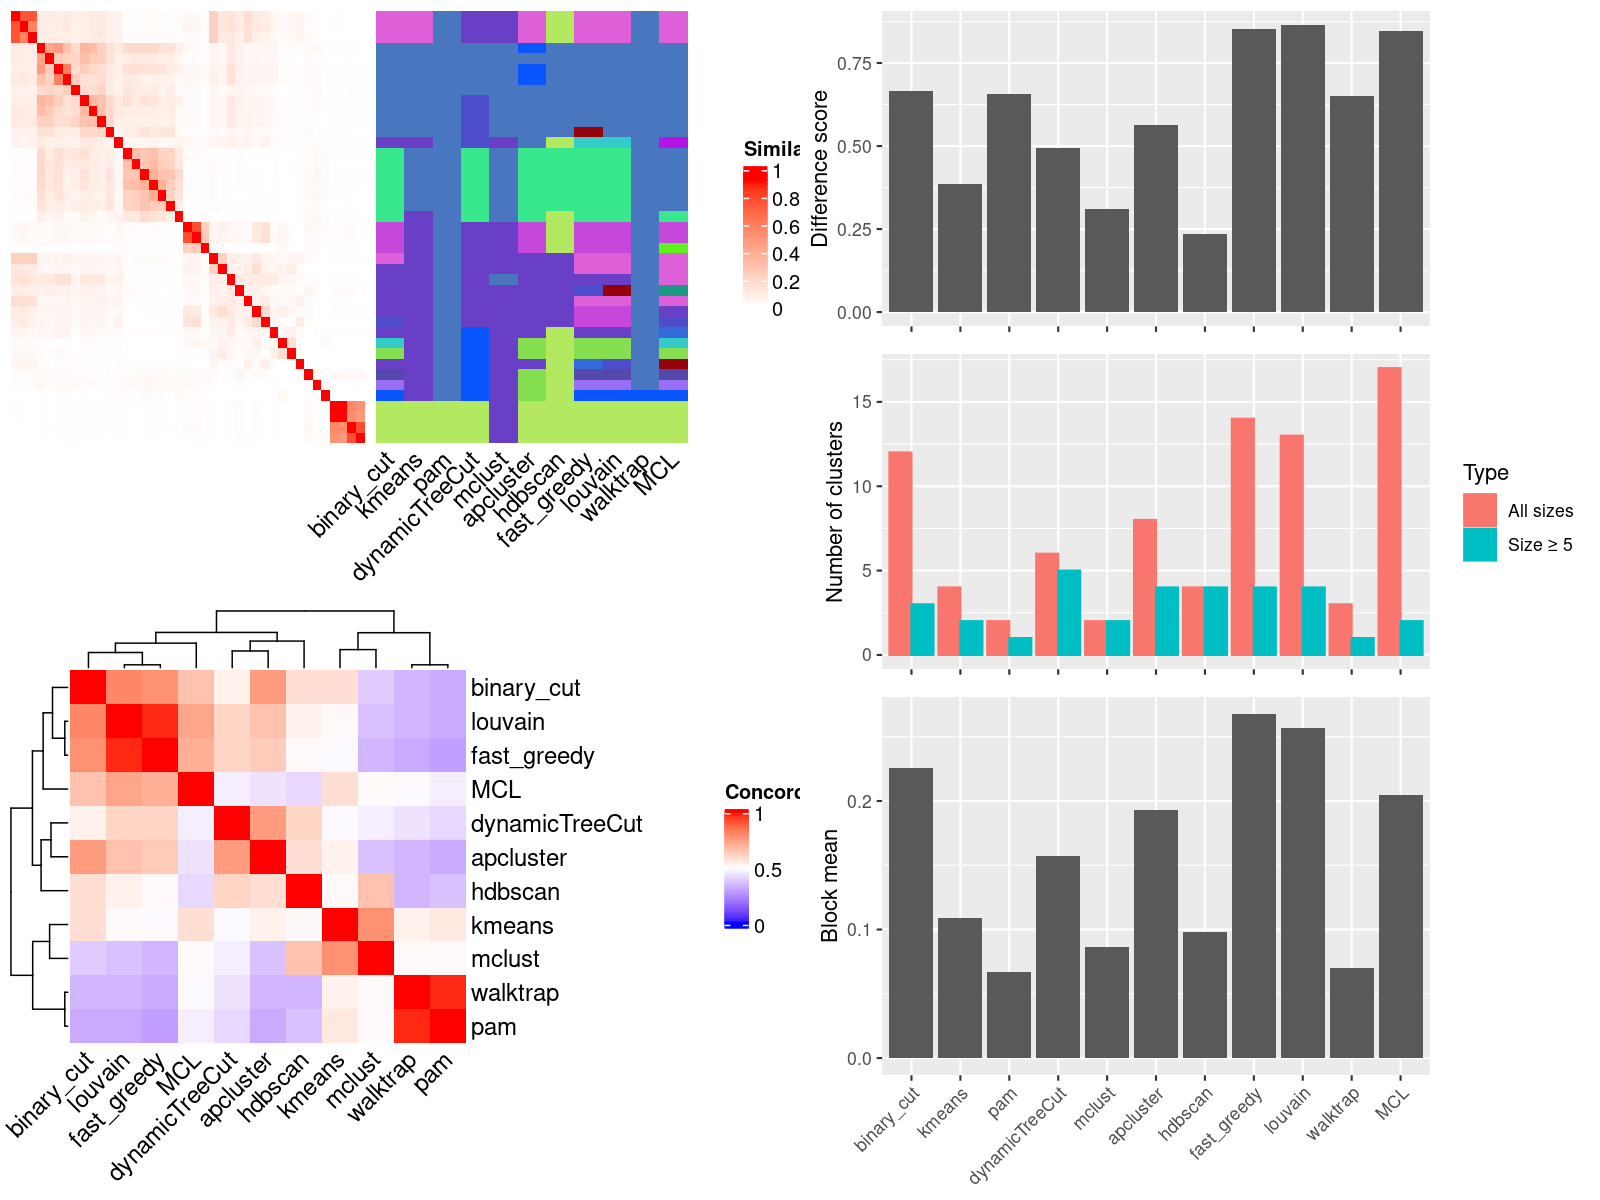 Simila
1
0.8
0.6
0.4
0.2
0
binary_cut
kmeans
pam
dynamicTreeCut
mclust
apcluster
hdbscan
fast_greedy
louvain
walktrap
MCL
binary_cut
louvain
fast_greedy
MCL
dynamicTreeCut
apcluster
hdbscan
kmeans
mclust
walktrap
pam
binary_cut
louvain
fast_greedy
MCL
dynamicTreeCut
apcluster
hdbscan
kmeans
mclust
walktrap
pam
Concord
1
0.5
0
Difference score
0.75
0.50
0.25
0.00
Number of clusters
15
10
5
0
Type
All sizes
Size ≥ 5
Block mean
0.2
0.1
0.0
binary_cut
kmeans
pam
dynamicTreeCut
mclust
apcluster
hdbscan
fast_greedy
louvain
walktrap
MCL